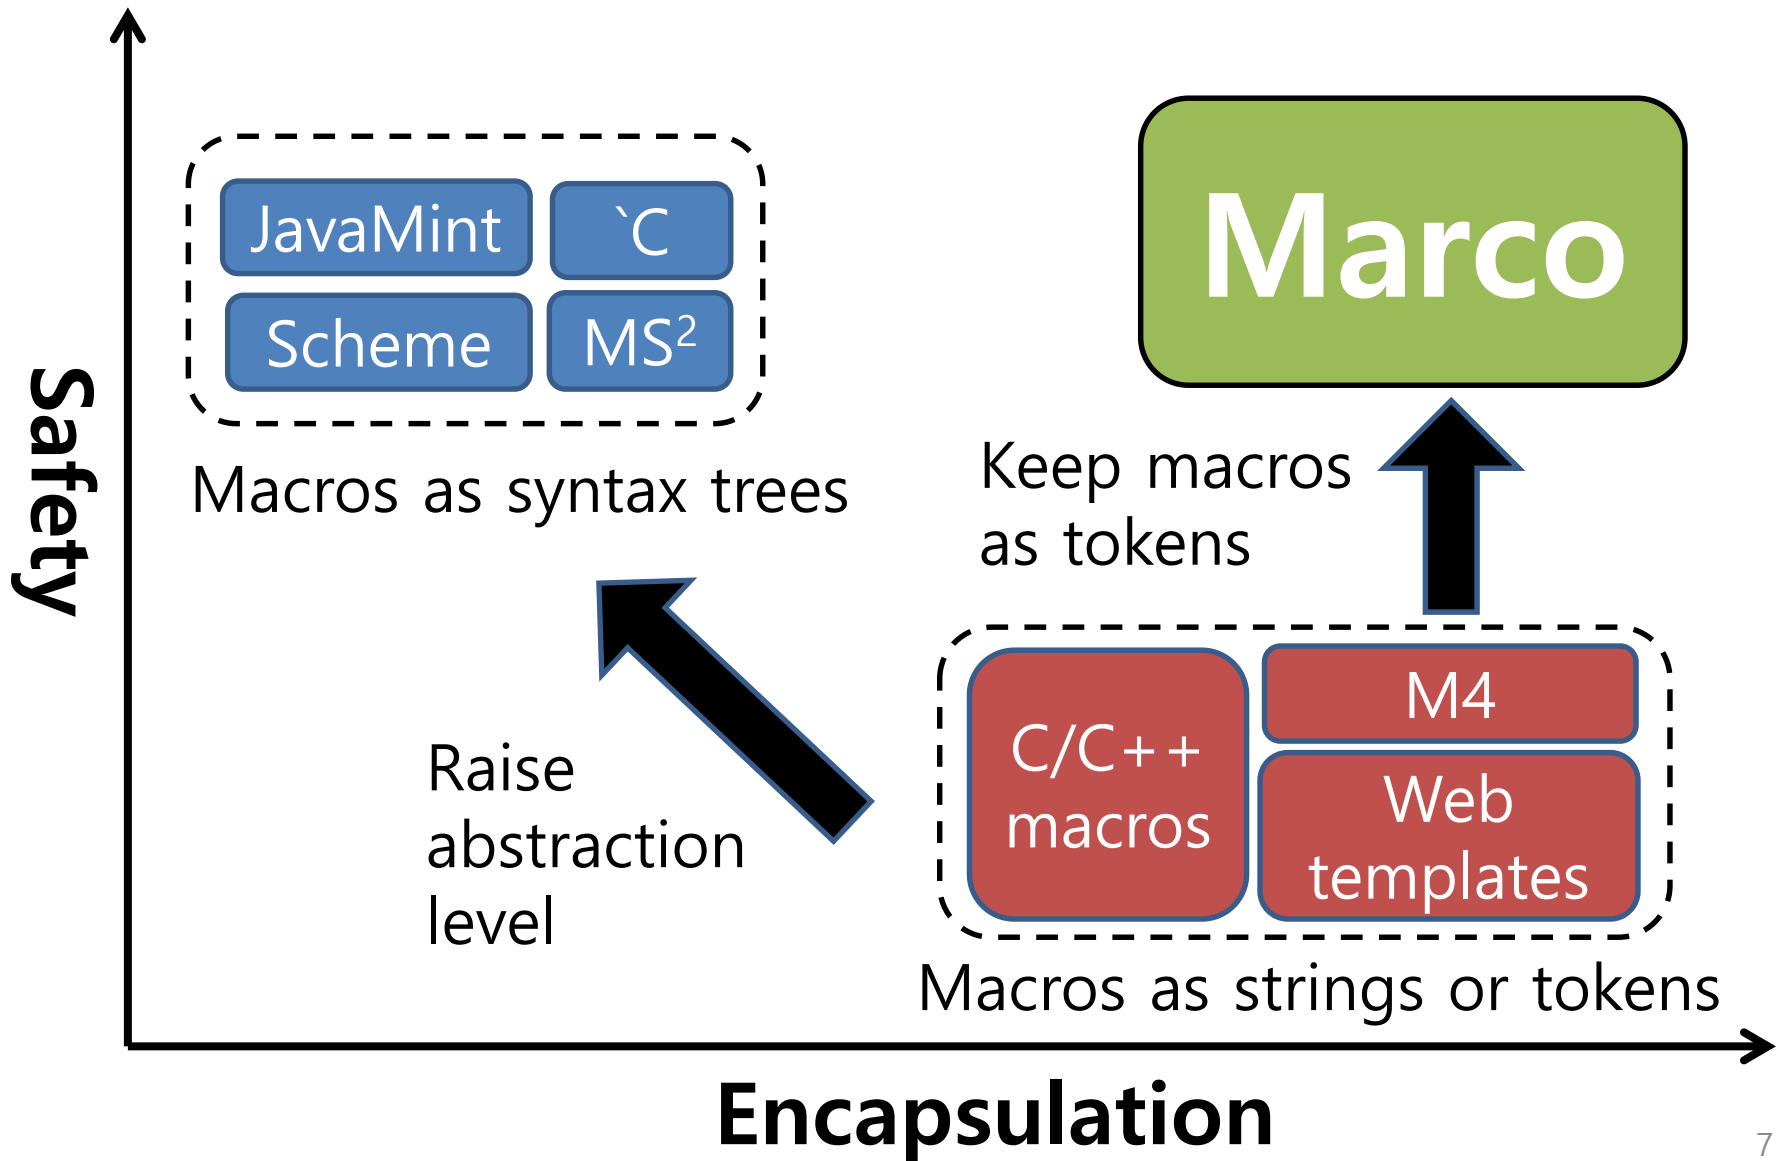 Safety
JavaMint
`C
Scheme
MS²
Macros as syntax trees
Marco
Keep macros
as tokens
Raise
abstraction
level
C/C++
macros
M4
Web
templates
Macros as strings or tokens
Encapsulation
7